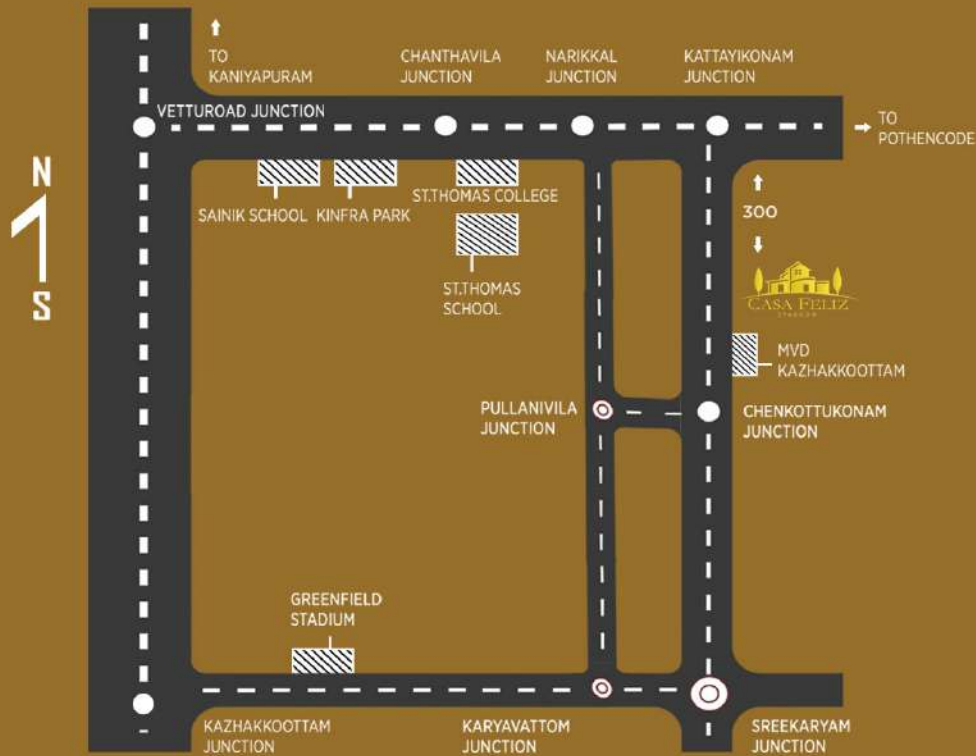 TO
KANIYAPURAM
CHANTHAVILA
JUNCTION
NARIKKAL
JUNCTION
KATTAYIKONAM
JUNCTION
VETTUROAD JUNCTION
TO
POTHENCODE
N
S
SAINIK SCHOOL
KINFRA PARK
ST.THOMAS COLLEGE
300
ST.THOMAS
SCHOOL
CASA FELIZ
MVD
KAZHAKKOOTTAM
PULLANIVILA
JUNCTION
CHENKOTTUKONAM
JUNCTION
GREENFIELD
STADIUM
KAZHAKKOOTTAM
JUNCTION
KARYAVATTOM
JUNCTION
SREEKARYAM
JUNCTION